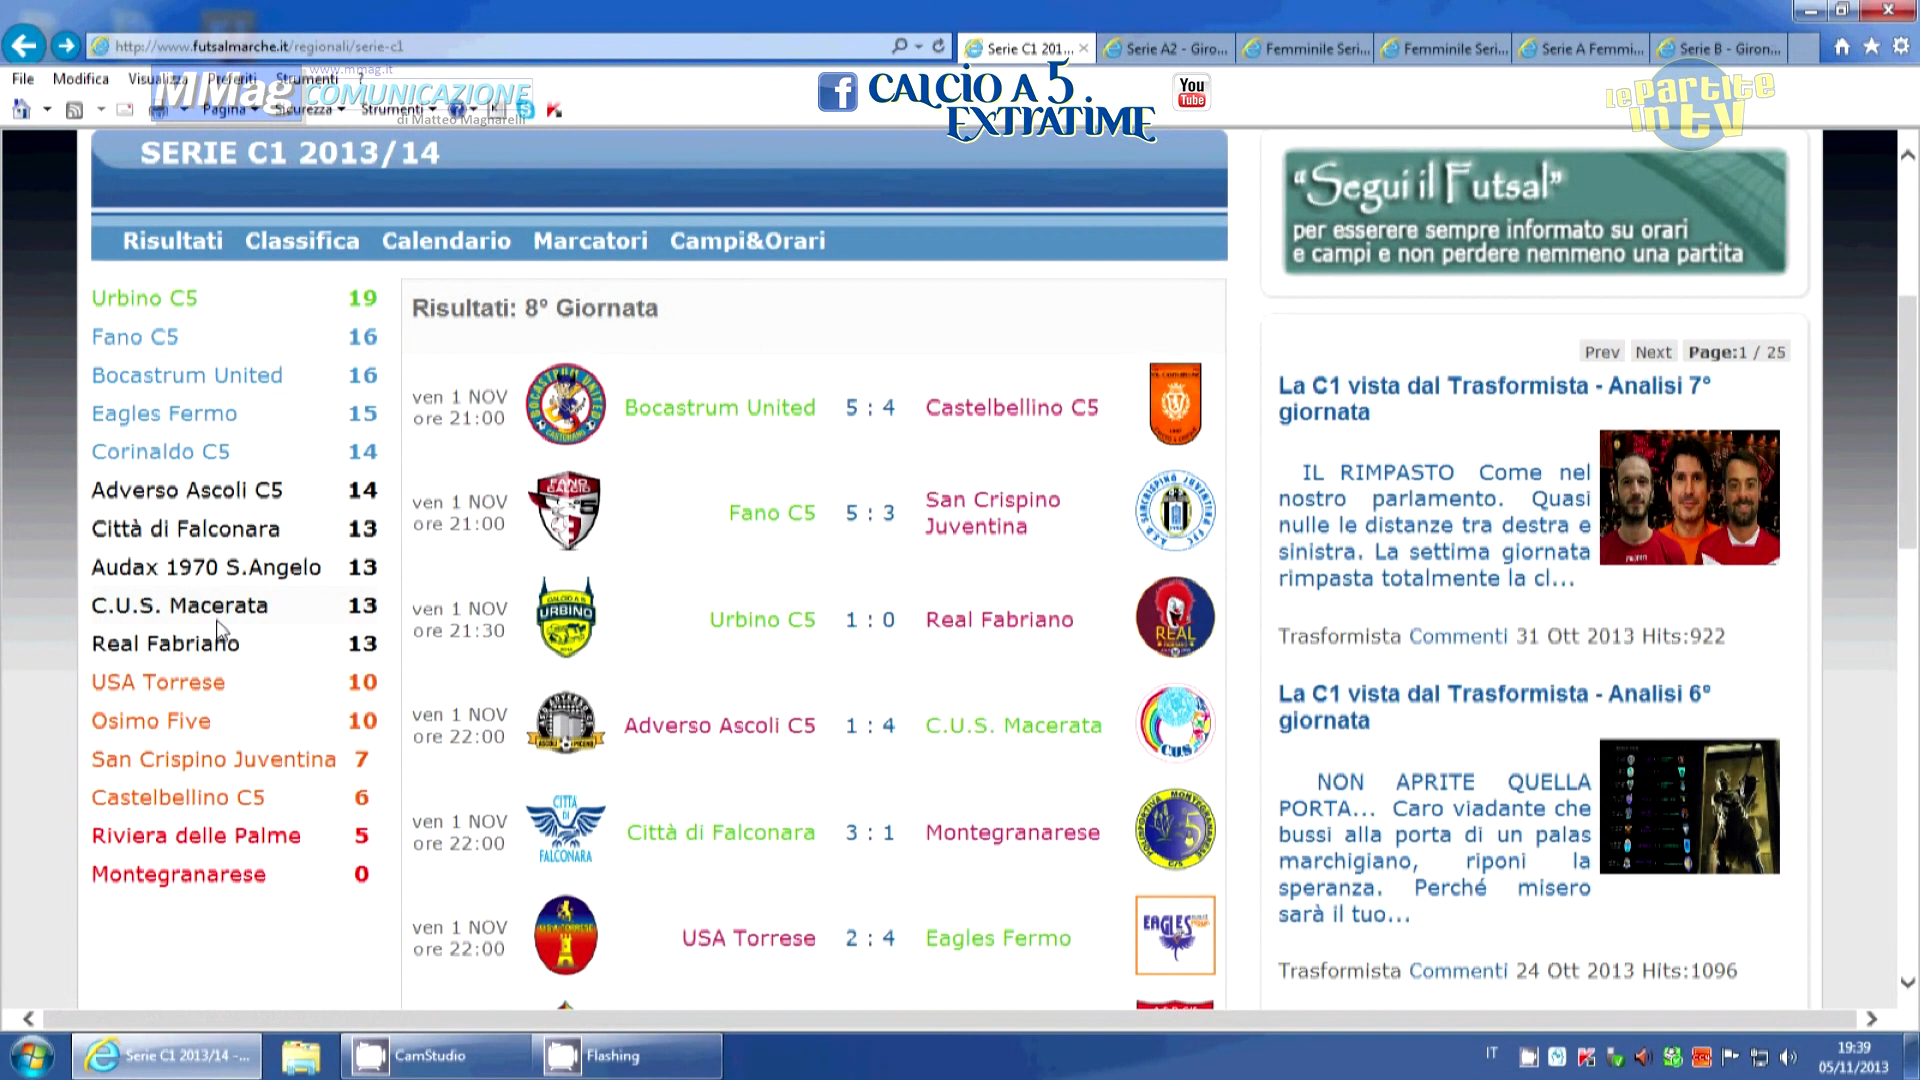 http://www.futsalmarche.it/regionali/serie-c1
Serie C1 201...
Serie A2 - Giro...
Femminile Seri...
Femminile Seri...
Serie A Femmi...
Serie B - Giron...
File Modifica Visualizza Preferiti Strumenti ?
www.mmag.it
MMag COMUNICAZIONE
di Matteo Magnarelli
Pagina Sicurezza Strumenti
CALCIO A 5
EXTRATIME
You
Tube
le partite
in tv
SERIE C1 2013/14
Risultati Classifica Calendario Marcatori Campi&Orari
Urbino C5 19
Fano C5 16
Bocastrum United 16
Eagles Fermo 15
Corinaldo C5 14
Adverso Ascoli C5 14
Città di Falconara 13
Audax 1970 S.Angelo 13
C.U.S. Macerata 13
Real Fabriano 13
USA Torrese 10
Osimo Five 10
San Crispino Juventina 7
Castelbellino C5 6
Riviera delle Palme 5
Montegranarese 0
Risultati: 8° Giornata
ven 1 NOV
ore 21:00
Bocastrum United 5 : 4 Castelbellino C5
ven 1 NOV
ore 21:00
Fano C5 5 : 3 San Crispino
Juventina
ven 1 NOV
ore 21:30
Urbino C5 1 : 0 Real Fabriano
ven 1 NOV
ore 22:00
Adverso Ascoli C5 1 : 4 C.U.S. Macerata
ven 1 NOV
ore 22:00
Città di Falconara 3 : 1 Montegranarese
ven 1 NOV
ore 22:00
USA Torrese 2 : 4 Eagles Fermo
BOCASTRUM UNITED
FANO
CALCIO
URBINO
REAL
C.U.S.
CITTÀ
DI
FALCONARA
EAGLES
"Segui il Futsal"
per esserere sempre informato su orari
e campi e non perdere nemmeno una partita
Prev Next Page:1 / 25
La C1 vista dal Trasformista - Analisi 7°
giornata
IL RIMPASTO Come nel
nostro parlamento. Quasi
nulle le distanze tra destra e
sinistra. La settima giornata
rimpasta totalmente la cl...
Trasformista Commenti 31 Ott 2013 Hits:922
La C1 vista dal Trasformista - Analisi 6°
giornata
NON APRITE QUELLA
PORTA... Caro viadante che
bussi alla porta di un palas
marchigiano, riponi la
speranza. Perché misero
sarà il tuo...
Trasformista Commenti 24 Ott 2013 Hits:1096
Serie C1 2013/14 -...
CamStudio
Flashing
IT
19:39
05/11/2013